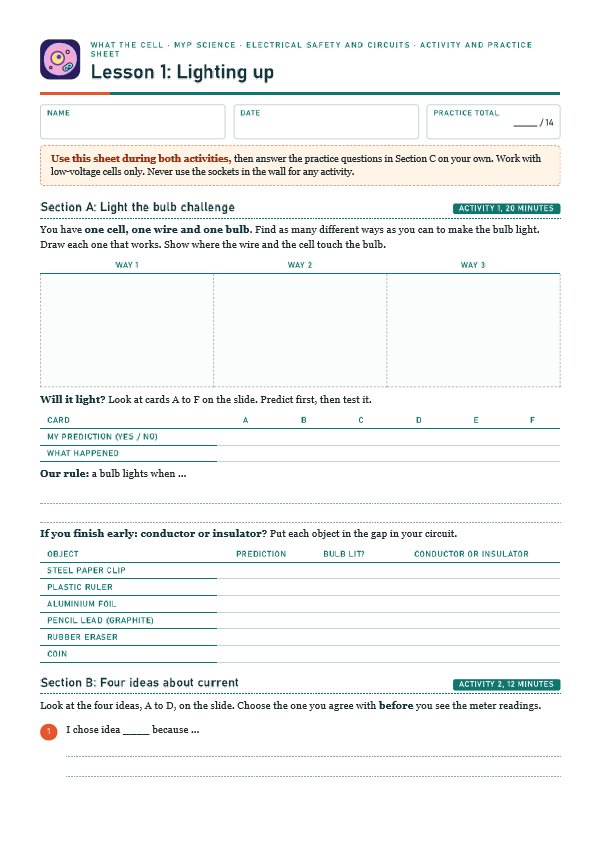 WHAT THE CELL · MYP SCIENCE · ELECTRICAL SAFETY AND CIRCUITS · ACTIVITY AND PRACTICE
SHEET
Lesson 1: Lighting up
NAME
DATE
PRACTICE TOTAL
_____ / 14
Use this sheet during both activities, then answer the practice questions in Section C on your own. Work with
low-voltage cells only. Never use the sockets in the wall for any activity.
Section A: Light the bulb challenge
ACTIVITY 1, 20 MINUTES
You have one cell, one wire and one bulb. Find as many different ways as you can to make the bulb light.
Draw each one that works. Show where the wire and the cell touch the bulb.
WAY 1 WAY 2 WAY 3
Will it light? Look at cards A to F on the slide. Predict first, then test it.
CARD A B C D E F
MY PREDICTION (YES / NO)
WHAT HAPPENED
Our rule: a bulb lights when ...
If you finish early: conductor or insulator? Put each object in the gap in your circuit.
OBJECT PREDICTION BULB LIT? CONDUCTOR OR INSULATOR
STEEL PAPER CLIP
PLASTIC RULER
ALUMINIUM FOIL
PENCIL LEAD (GRAPHITE)
RUBBER ERASER
COIN
Section B: Four ideas about current
ACTIVITY 2, 12 MINUTES
Look at the four ideas, A to D, on the slide. Choose the one you agree with before you see the meter readings.
1 I chose idea _____ because ...